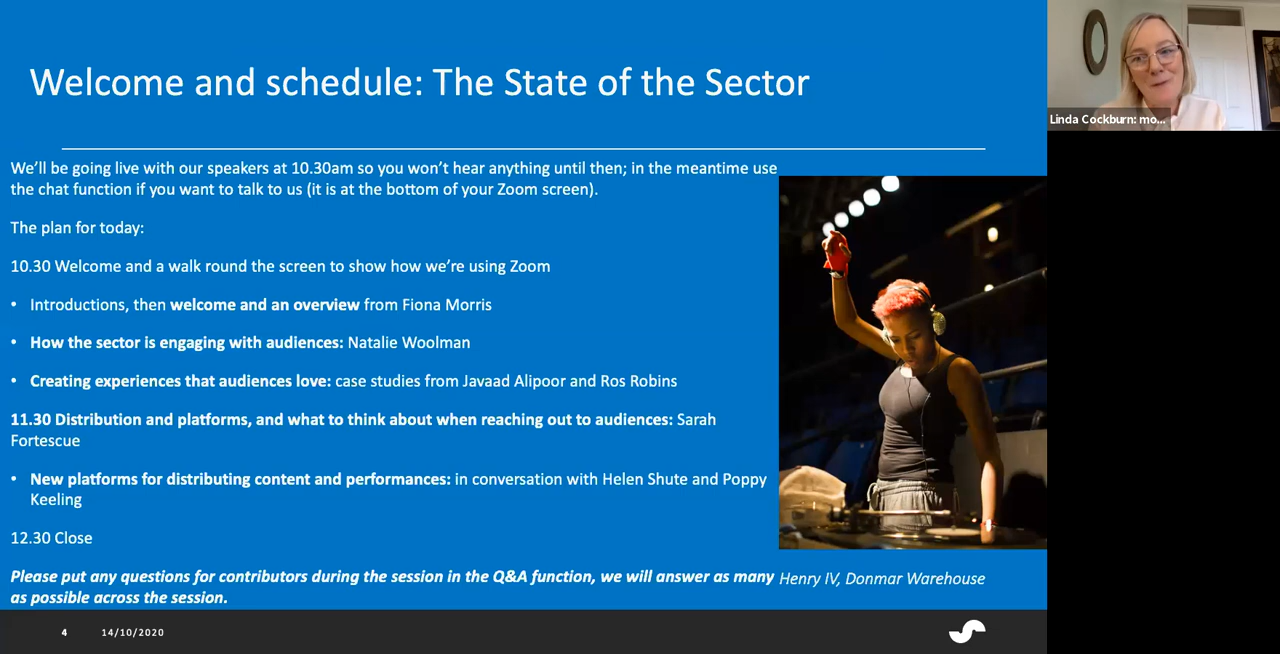 Welcome and schedule: The State of the Sector
We’ll be going live with our speakers at 10.30am so you won’t hear anything until then; in the meantime use
the chat function if you want to talk to us (it is at the bottom of your Zoom screen).
The plan for today:
10.30 Welcome and a walk round the screen to show how we’re using Zoom
• Introductions, then welcome and an overview from Fiona Morris
• How the sector is engaging with audiences: Natalie Woolman
• Creating experiences that audiences love: case studies from Javaad Alipoor and Ros Robins
11.30 Distribution and platforms, and what to think about when reaching out to audiences: Sarah
Fortescue
• New platforms for distributing content and performances: in conversation with Helen Shute and Poppy
Keeling
12.30 Close
Please put any questions for contributors during the session in the Q&A function, we will answer as many
as possible across the session.
Henry IV, Donmar Warehouse
4 14/10/2020
Linda Cockburn: mo...